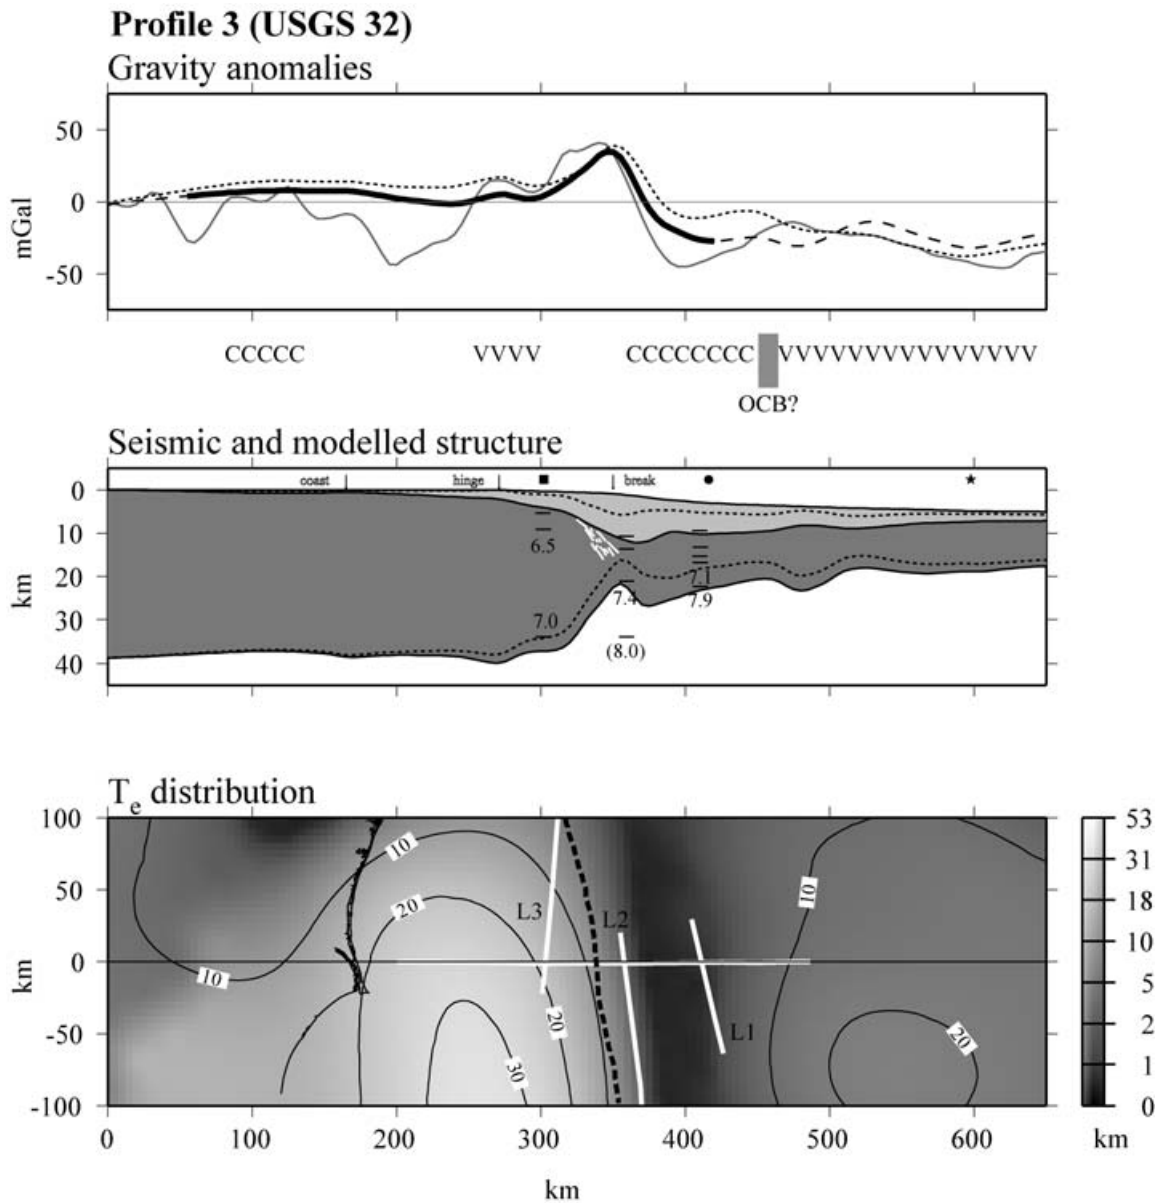 Profile 3 (USGS 32)
Gravity anomalies
50
0
-50
mGal
CCCCC VVVV CCCCCCCC VVVVVVVVVVVVVVV
OCB?
Seismic and modelled structure
coast hinge break
0
10
20
30
40
km
6.5
7.0
7.4
(8.0)
7.1
7.9
Te distribution
100
50
0
-50
-100
km
10
20
10
20
30
10
20
L3
L2
L1
53
31
18
10
5
2
1
0
km
0 100 200 300 400 500 600
km